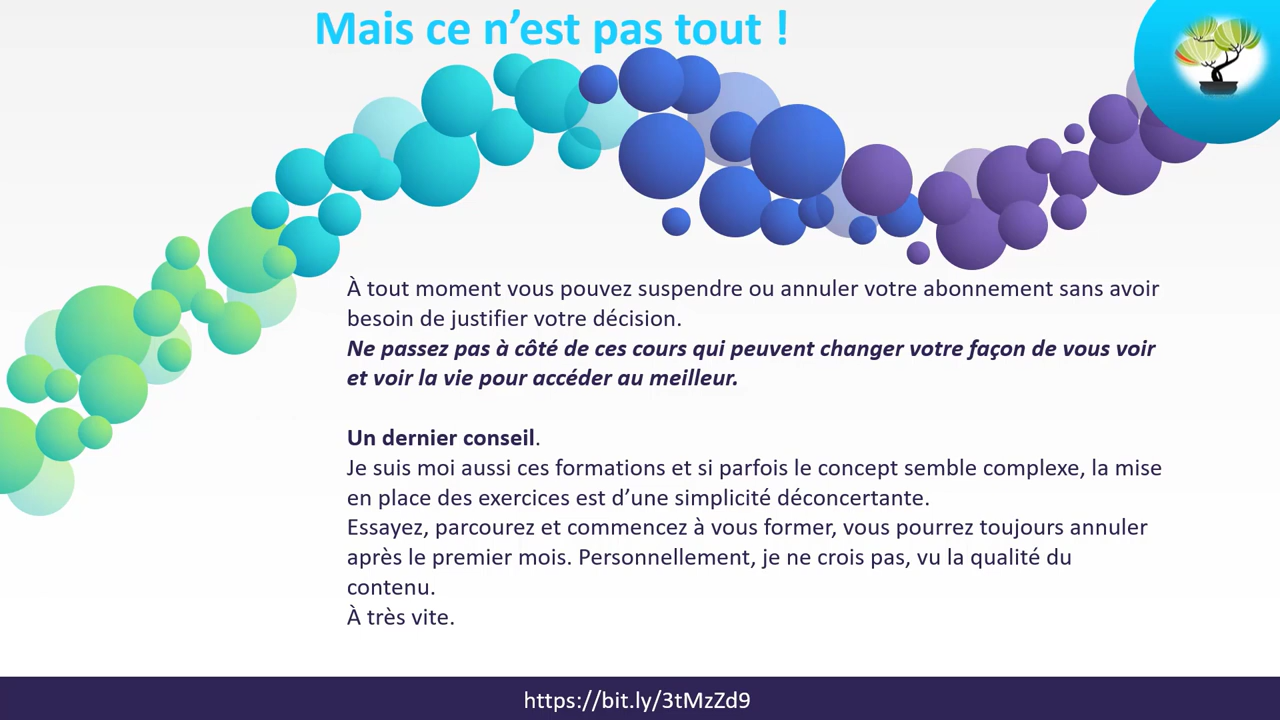 Mais ce n’est pas tout !
À tout moment vous pouvez suspendre ou annuler votre abonnement sans avoir
besoin de justifier votre décision.
Ne passez pas à côté de ces cours qui peuvent changer votre façon de vous voir
et voir la vie pour accéder au meilleur.
Un dernier conseil.
Je suis moi aussi ces formations et si parfois le concept semble complexe, la mise
en place des exercices est d’une simplicité déconcertante.
Essayez, parcourez et commencez à vous former, vous pourrez toujours annuler
après le premier mois. Personnellement, je ne crois pas, vu la qualité du
contenu.
À très vite.
https://bit.ly/3tMzZd9